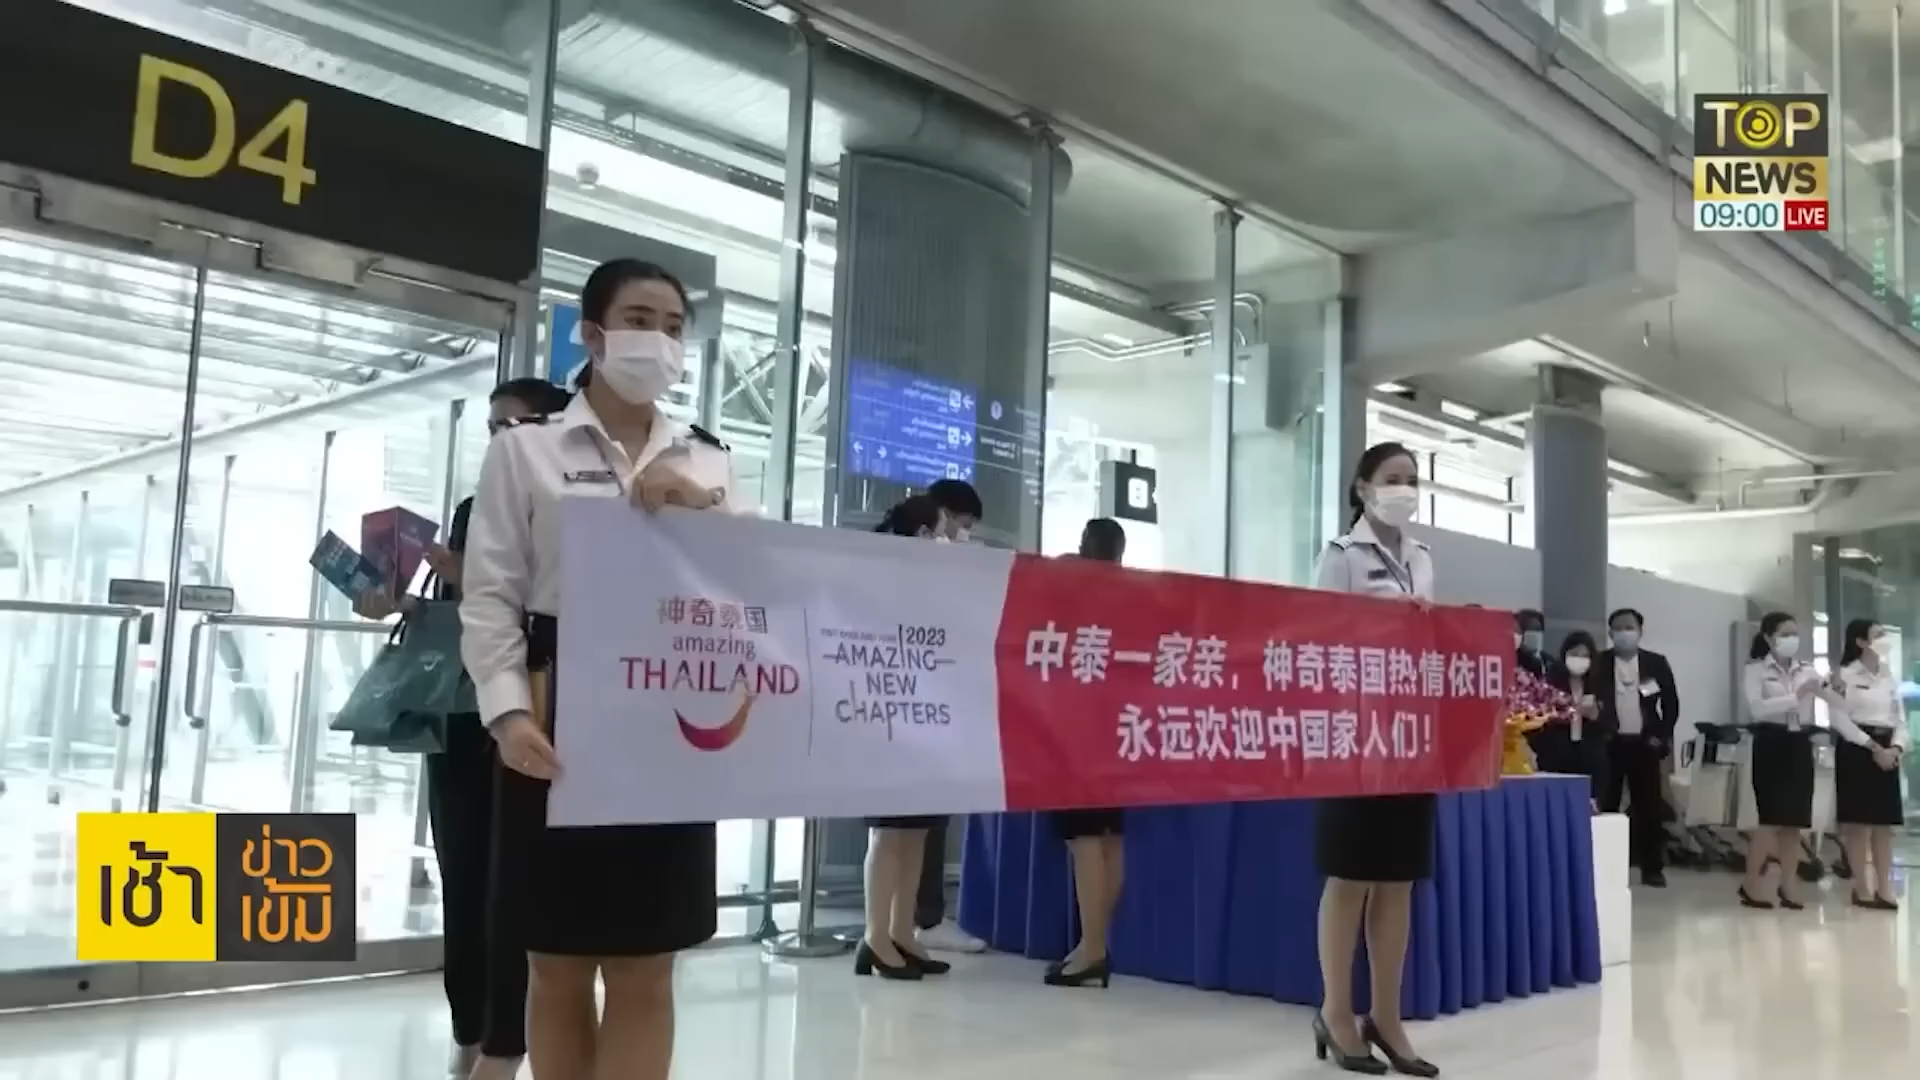 D4
TOP
NEWS
09:00 LIVE
神奇泰国
amazing
THAILAND
2023
AMAZING
NEW
CHAPTERS
中泰一家亲，神奇泰国热情依旧
永远欢迎中国家人们！
เช้า
ข่าว
เข้ม